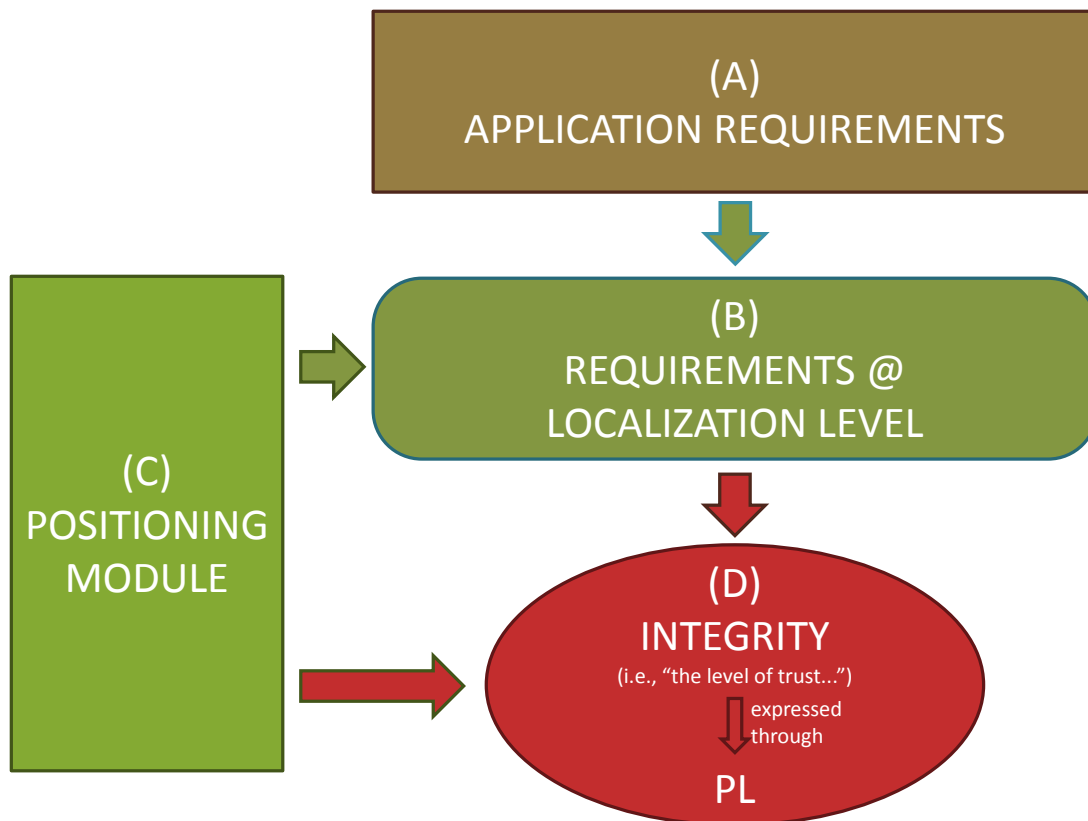 (A)
APPLICATION REQUIREMENTS
(B)
REQUIREMENTS @
LOCALIZATION LEVEL
(C)
POSITIONING
MODULE
(D)
INTEGRITY
(i.e., “the level of trust...”)
expressed
through
PL